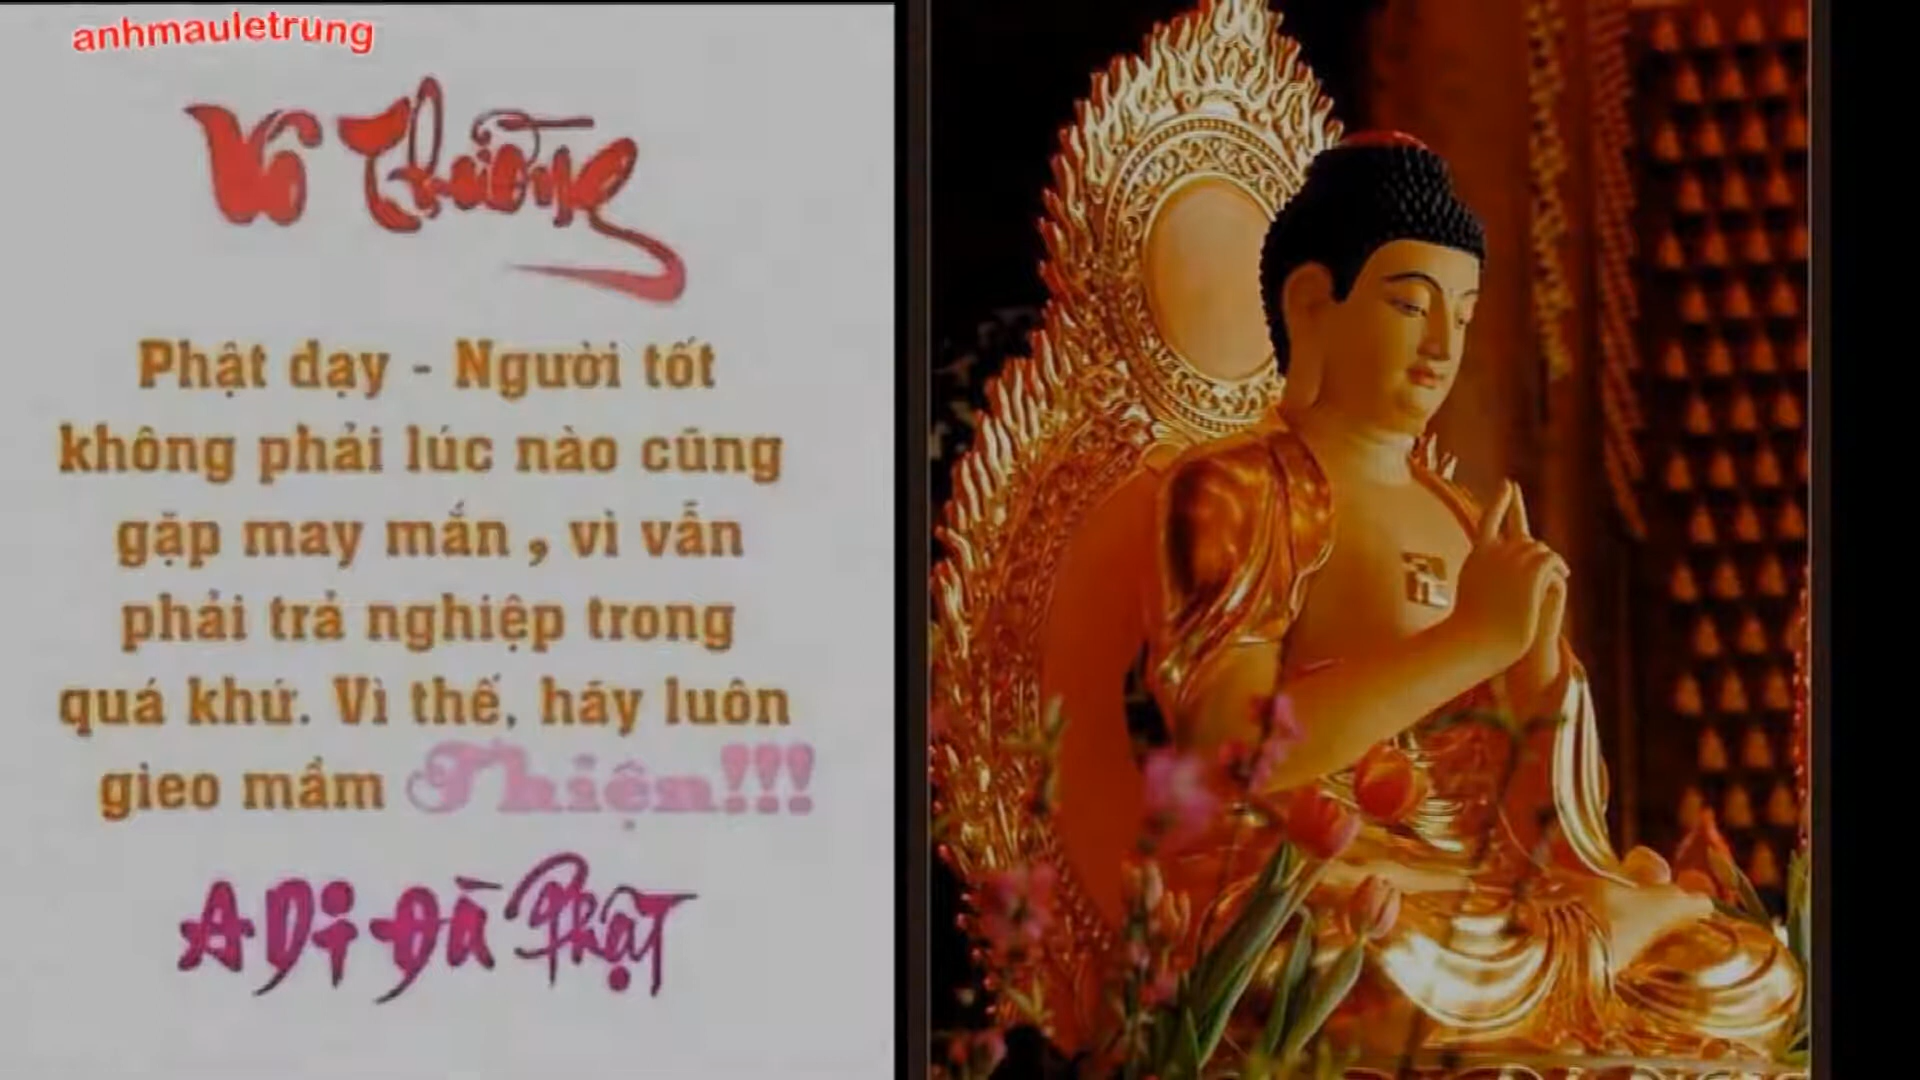 anhmauletrung
Vô Thường
Phật dạy - Người tốt
không phải lúc nào cũng
gặp may mắn , vì vẫn
phải trả nghiệp trong
quá khứ. Vì thế, hãy luôn
gieo mầm Thiện!!!
A Di Đà Phật